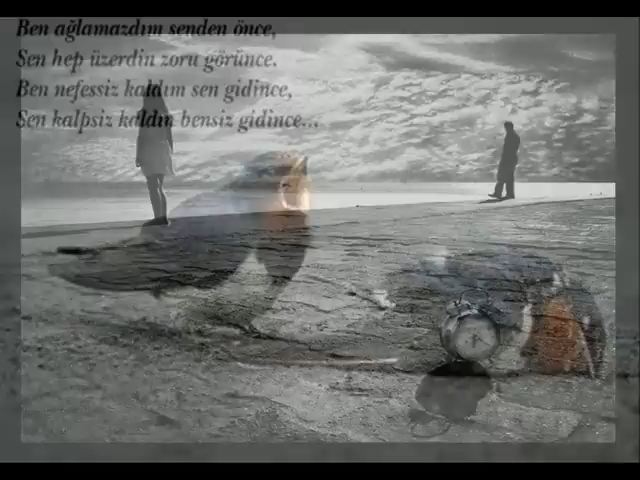 Ben ağlamazdım senden önce,
Sen hep üzerdin zoru görünce.
Ben nefessiz kaldım sen gidince,
Sen kalpsiz kaldın bensiz gidince...